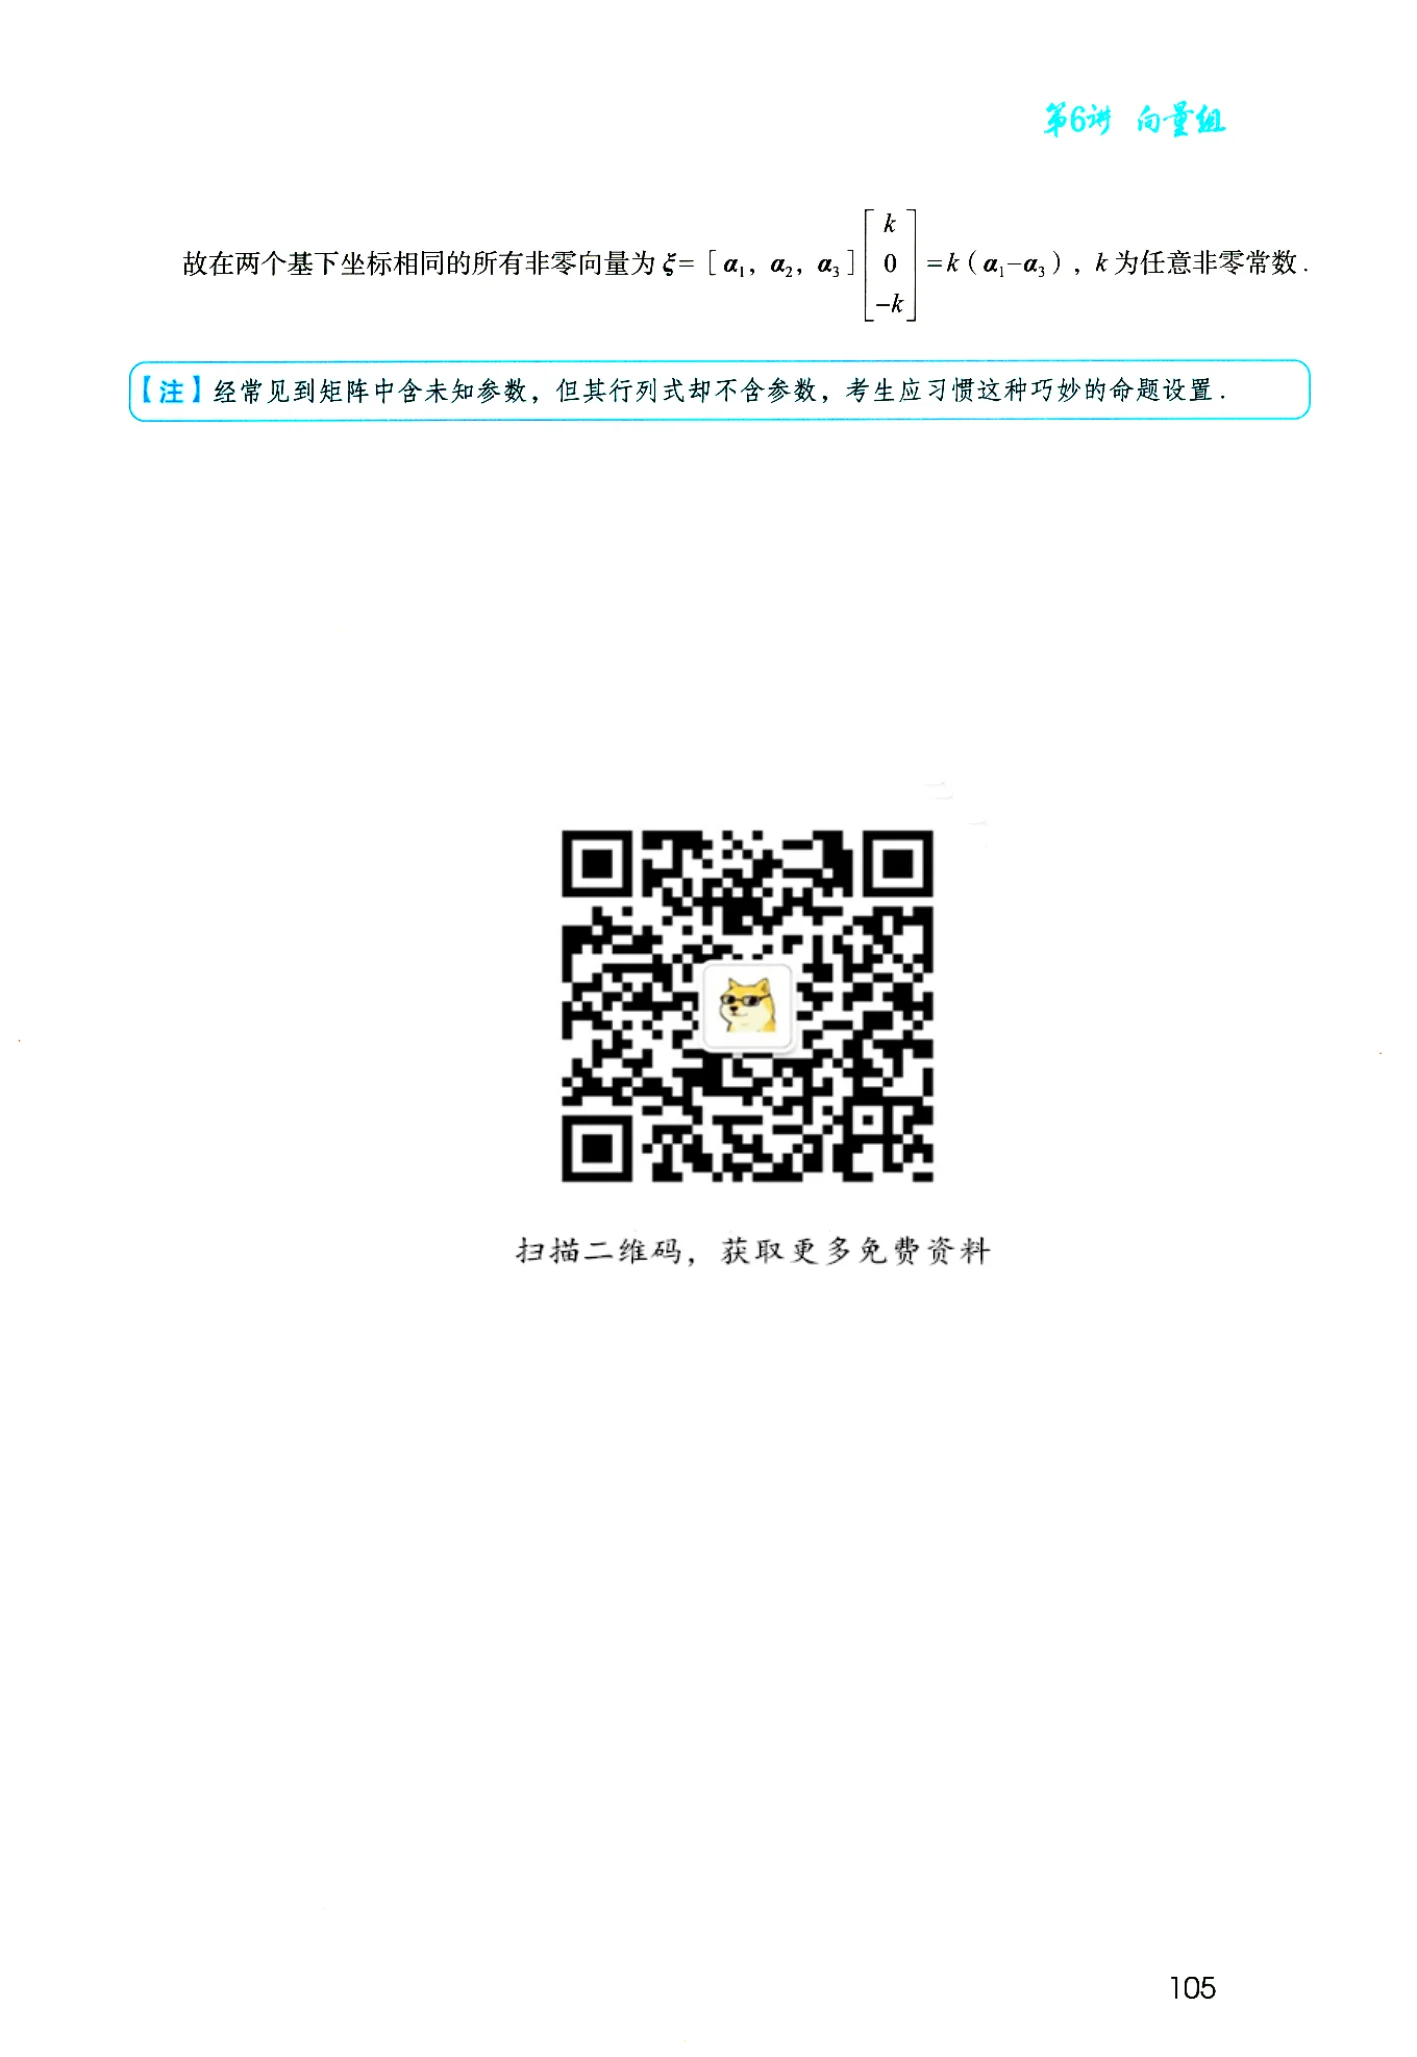 第6讲 向量组
故在两个基下坐标相同的所有非零向量为 ξ=[α₁, α₂, α₃] [k 0 −k] =k(α₁−α₃), k 为任意非零常数.
【注】经常见到矩阵中含未知参数，但其行列式却不含参数，考生应习惯这种巧妙的命题设置.
扫描二维码，获取更多免费资料
105